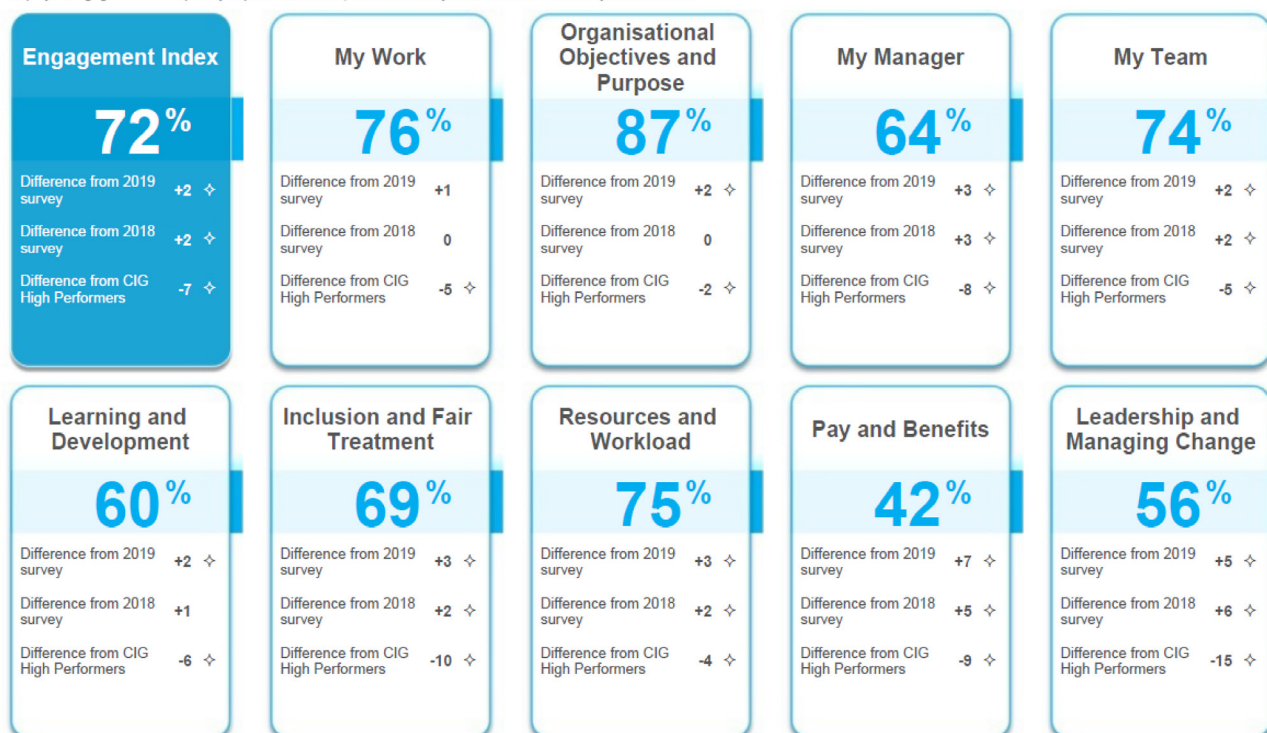 Engagement Index
72%
Difference from 2019
survey
+2 ✧
Difference from 2018
survey
+2 ✧
Difference from CIG
High Performers
-7 ✧
My Work
76%
Difference from 2019
survey
+1
Difference from 2018
survey
0
Difference from CIG
High Performers
-5 ✧
Organisational
Objectives and
Purpose
87%
Difference from 2019
survey
+2 ✧
Difference from 2018
survey
0
Difference from CIG
High Performers
-2 ✧
My Manager
64%
Difference from 2019
survey
+3 ✧
Difference from 2018
survey
+3 ✧
Difference from CIG
High Performers
-8 ✧
My Team
74%
Difference from 2019
survey
+2 ✧
Difference from 2018
survey
+2 ✧
Difference from CIG
High Performers
-5 ✧
Learning and
Development
60%
Difference from 2019
survey
+2 ✧
Difference from 2018
survey
+1
Difference from CIG
High Performers
-6 ✧
Inclusion and Fair
Treatment
69%
Difference from 2019
survey
+3 ✧
Difference from 2018
survey
+2 ✧
Difference from CIG
High Performers
-10 ✧
Resources and
Workload
75%
Difference from 2019
survey
+3 ✧
Difference from 2018
survey
+2 ✧
Difference from CIG
High Performers
-4 ✧
Pay and Benefits
42%
Difference from 2019
survey
+7 ✧
Difference from 2018
survey
+5 ✧
Difference from CIG
High Performers
-9 ✧
Leadership and
Managing Change
56%
Difference from 2019
survey
+5 ✧
Difference from 2018
survey
+6 ✧
Difference from CIG
High Performers
-15 ✧